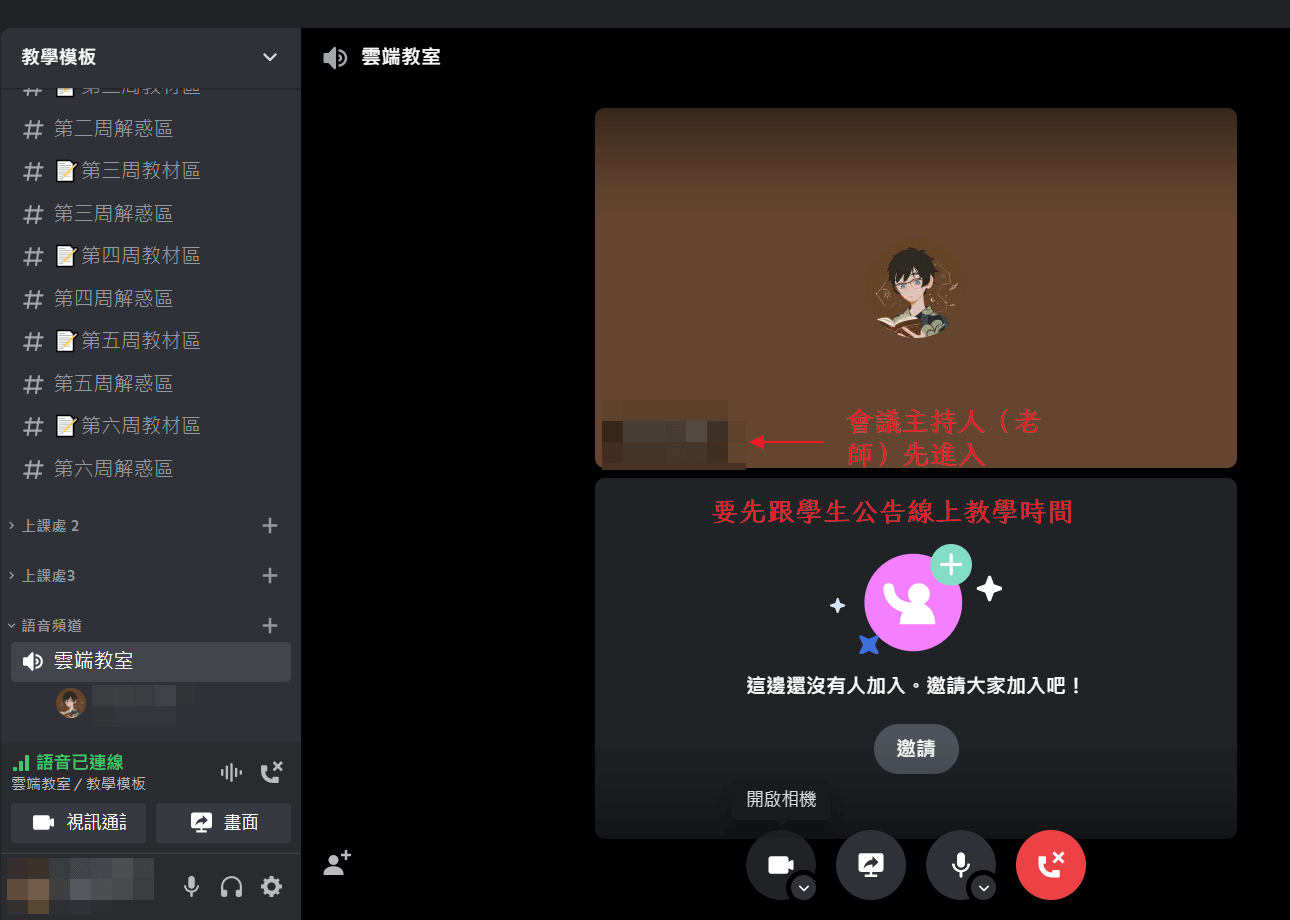 教學模板
雲端教室
# 第二周教材區
# 第二周解惑區
# 第三周教材區
# 第三周解惑區
# 第四周教材區
# 第四周解惑區
# 第五周教材區
# 第五周解惑區
# 第六周教材區
# 第六周解惑區
上課處 2
上課處3
語音頻道
雲端教室
語音已連線
雲端教室 / 教學模板
視訊通話
畫面
會議主持人（老
師）先進入
要先跟學生公告線上教學時間
這邊還沒有人加入。邀請大家加入吧！
邀請
開啟相機